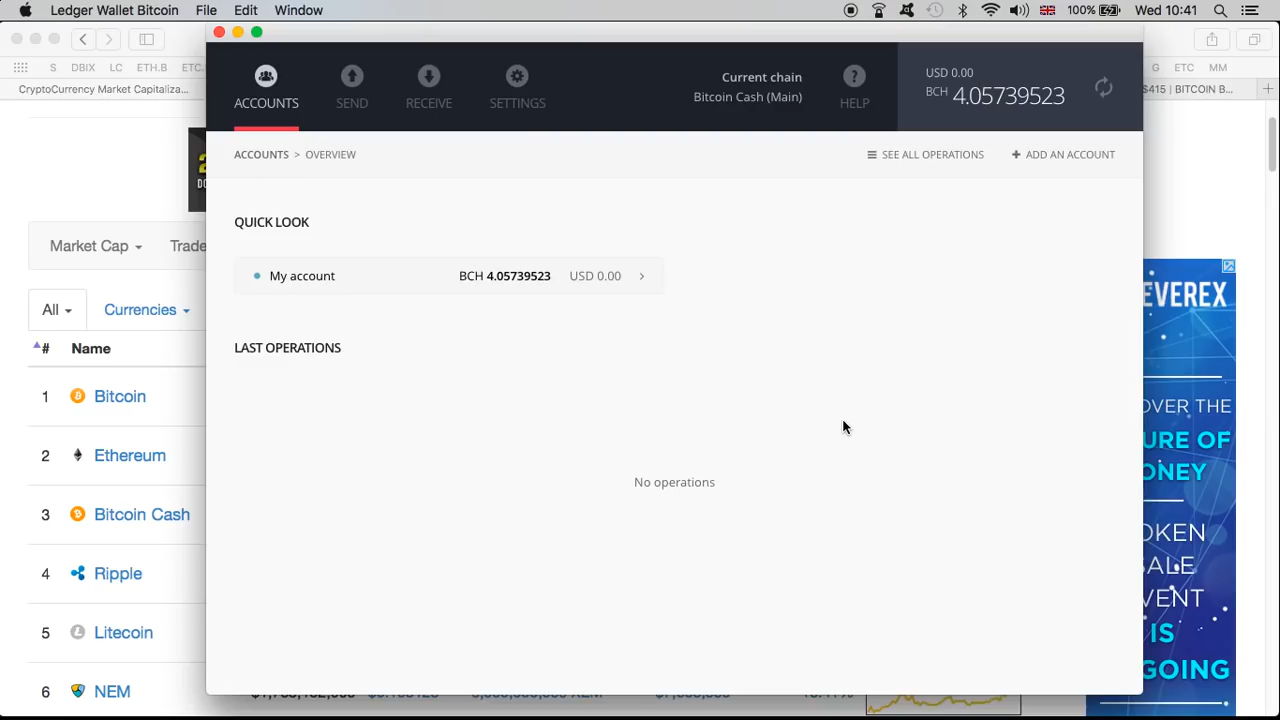 Ledger Wallet Bitcoin File Edit Window 100% Wed 10:41
S DBIX LC ETH.B ETC. G ETC MM
CryptoCurrency Market Capitaliza... $415 | BITCOIN B...
ACCOUNTS SEND RECEIVE SETTINGS
Current chain
Bitcoin Cash (Main)
HELP
USD 0.00
BCH 4.05739523
ACCOUNTS > OVERVIEW
SEE ALL OPERATIONS
ADD AN ACCOUNT
QUICK LOOK
My account BCH 4.05739523 USD 0.00
LAST OPERATIONS
No operations
Market Cap Trade
All Currencies
# Name
1 Bitcoin
2 Ethereum
3 Bitcoin Cash
4 Ripple
5 Litecoin
6 NEM
EVEREX
OVER THE
URE OF
ONEY
OKEN
SALE
VENT
IS
GOING